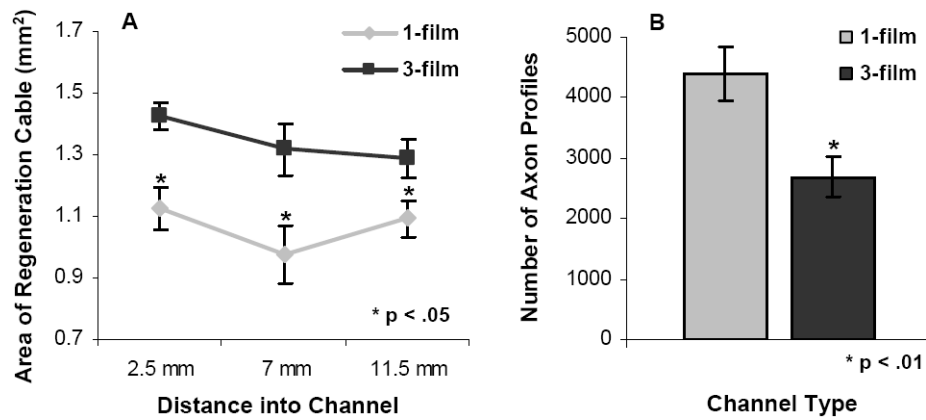 A
1-film
3-film
Area of Regeneration Cable (mm²)
1.7
1.5
1.3
1.1
0.9
0.7
*
*
*
* p < .05
2.5 mm 7 mm 11.5 mm
Distance into Channel
B
1-film
3-film
Number of Axon Profiles
5000
4000
3000
2000
1000
0
*
* p < .01
Channel Type